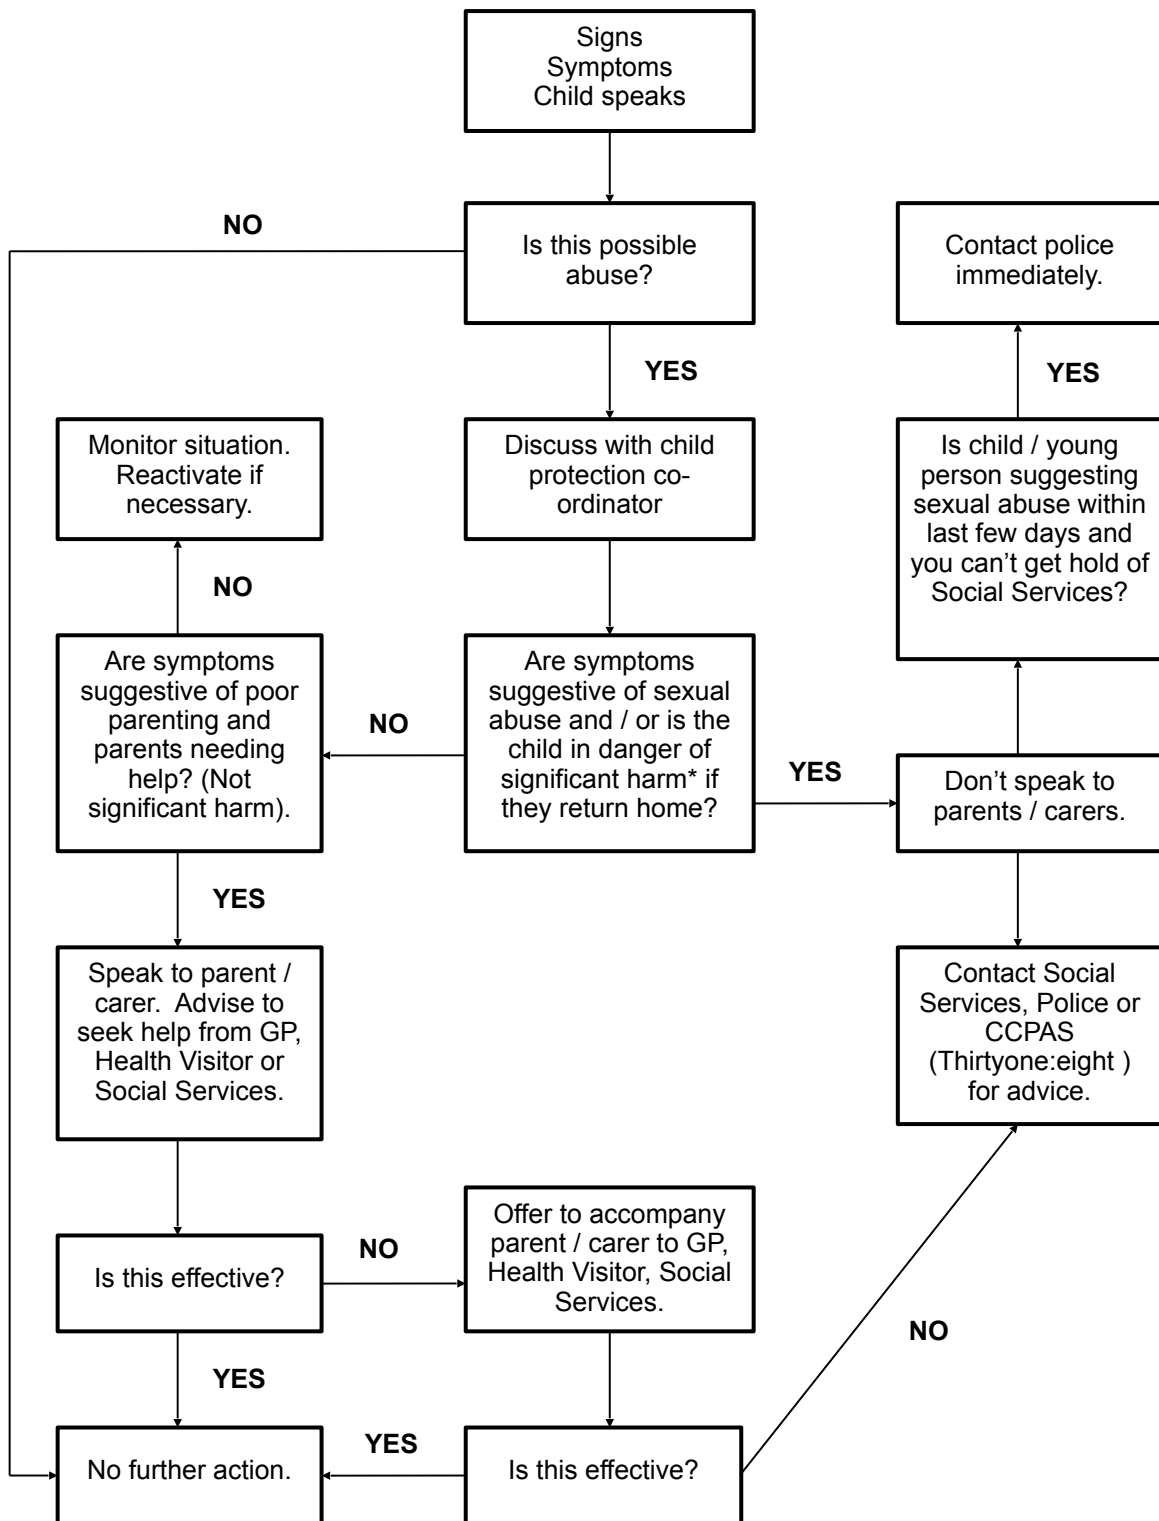 Signs
Symptoms
Child speaks
NO
Is this possible
abuse?
Contact police
immediately.
YES
YES
Monitor situation.
Reactivate if
necessary.
Discuss with child
protection co-
ordinator
Is child / young
person suggesting
sexual abuse within
last few days and
you can’t get hold of
Social Services?
NO
Are symptoms
suggestive of poor
parenting and
parents needing
help? (Not
significant harm).
NO
Are symptoms
suggestive of sexual
abuse and / or is the
child in danger of
significant harm* if
they return home?
YES
Don’t speak to
parents / carers.
YES
Speak to parent /
carer.  Advise to
seek help from GP,
Health Visitor or
Social Services.
Contact Social
Services, Police or
CCPAS
(Thirtyone:eight )
for advice.
Is this effective?
NO
Offer to accompany
parent / carer to GP,
Health Visitor, Social
Services.
NO
YES
No further action.
YES
Is this effective?